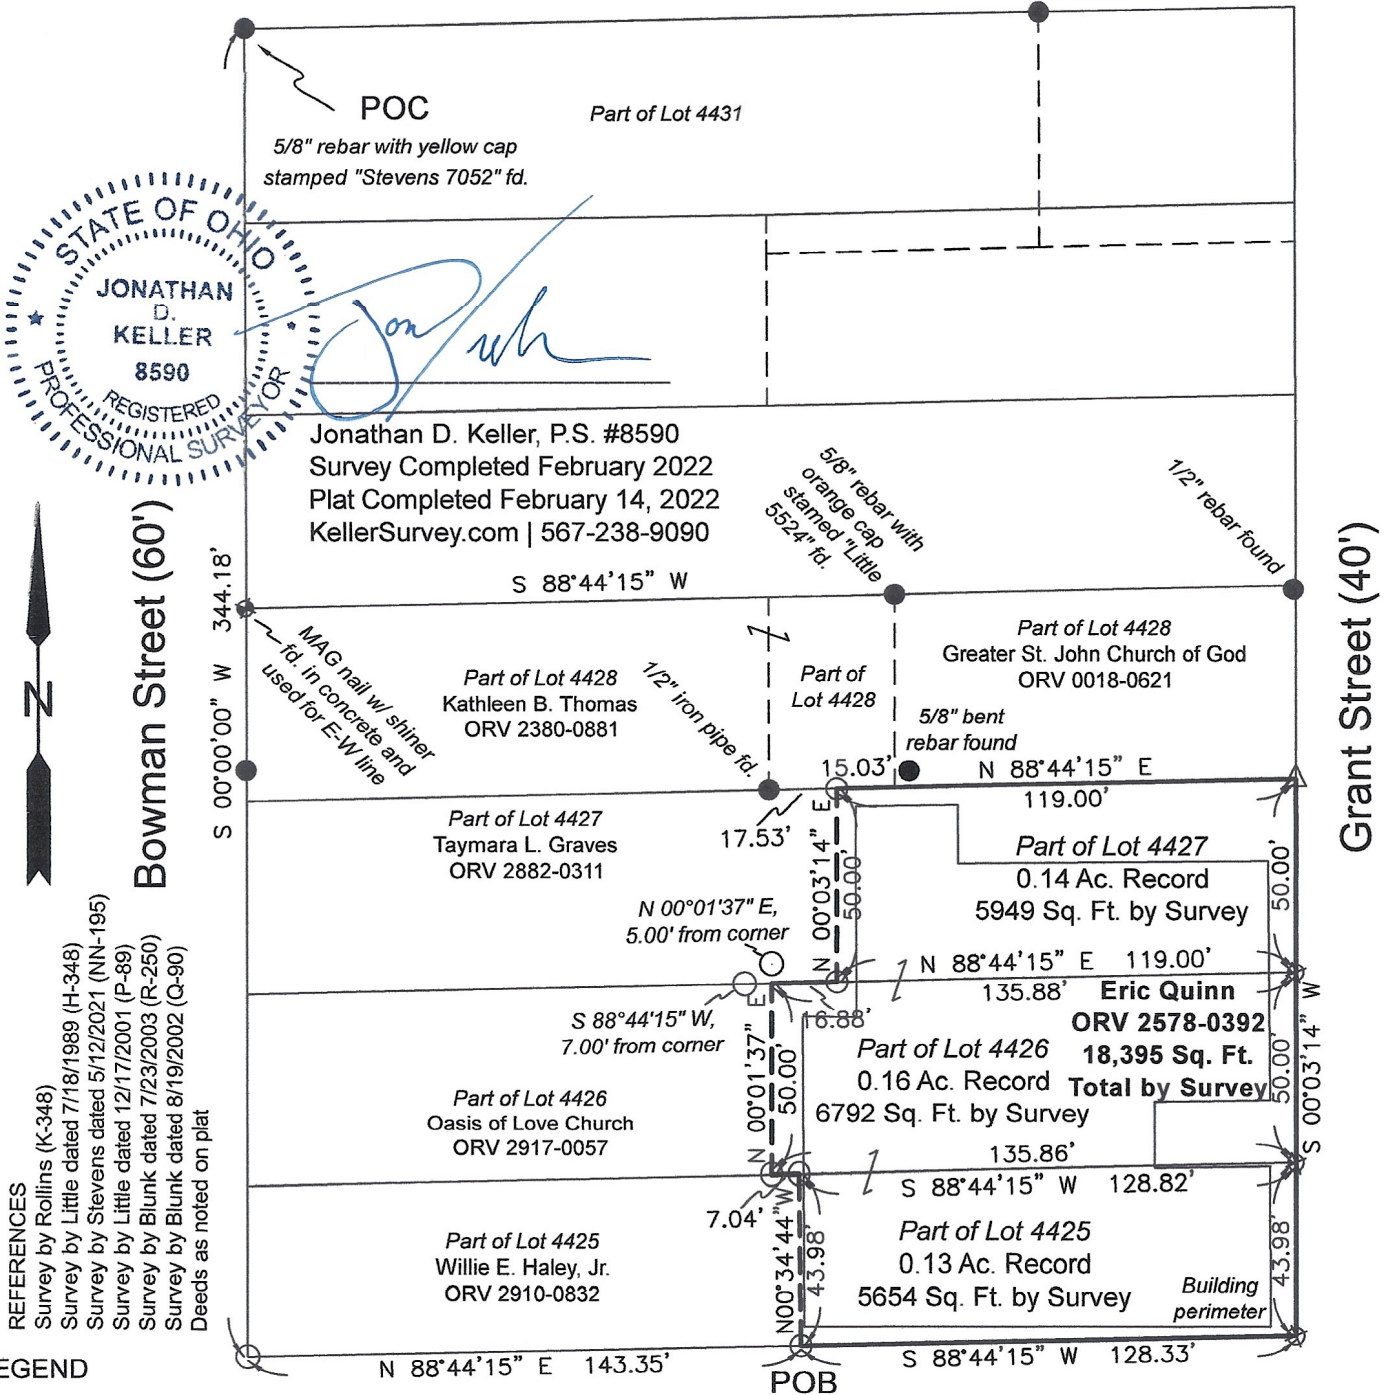 POC
5/8" rebar with yellow cap
stamped "Stevens 7052" fd.
Part of Lot 4431
STATE OF OHIO
JONATHAN
D.
KELLER
8590
REGISTERED
PROFESSIONAL SURVEYOR
Jonathan D. Keller, P.S. #8590
Survey Completed February 2022
Plat Completed February 14, 2022
KellerSurvey.com | 567-238-9090
5/8" rebar with
orange cap
stamed "Little
5524" fd.
1/2" rebar found
N
Bowman Street (60')
S 00°00'00" W 344.18'
Grant Street (40')
S 88°44'15" W
MAG nail w/ shiner
fd. in concrete and
used for E-W line
Part of Lot 4428
Kathleen B. Thomas
ORV 2380-0881
1/2" iron pipe fd.
Part of
Lot 4428
Part of Lot 4428
Greater St. John Church of God
ORV 0018-0621
5/8" bent
rebar found
15.03'
N 88°44'15" E
119.00'
17.53'
Part of Lot 4427
Taymara L. Graves
ORV 2882-0311
N 00°03'14" E
50.00'
Part of Lot 4427
0.14 Ac. Record
5949 Sq. Ft. by Survey
50.00'
N 00°01'37" E,
5.00' from corner
N 88°44'15" E 119.00'
135.88'
16.88'
S 88°44'15" W,
7.00' from corner
N 00°01'37" E
50.00'
Eric Quinn
ORV 2578-0392
18,395 Sq. Ft.
Total by Survey
Part of Lot 4426
0.16 Ac. Record
6792 Sq. Ft. by Survey
50.00'
S 00°03'14" W
Part of Lot 4426
Oasis of Love Church
ORV 2917-0057
135.86'
S 88°44'15" W 128.82'
7.04'
N00°34'44"W
43.98'
Part of Lot 4425
0.13 Ac. Record
5654 Sq. Ft. by Survey
43.98'
Building
perimeter
Part of Lot 4425
Willie E. Haley, Jr.
ORV 2910-0832
N 88°44'15" E 143.35'
POB
S 88°44'15" W 128.33'
REFERENCES
Survey by Rollins (K-348)
Survey by Little dated 7/18/1989 (H-348)
Survey by Stevens dated 5/12/2021 (NN-195)
Survey by Little dated 12/17/2001 (P-89)
Survey by Blunk dated 7/23/2003 (R-250)
Survey by Blunk dated 8/19/2002 (Q-90)
Deeds as noted on plat
EGEND